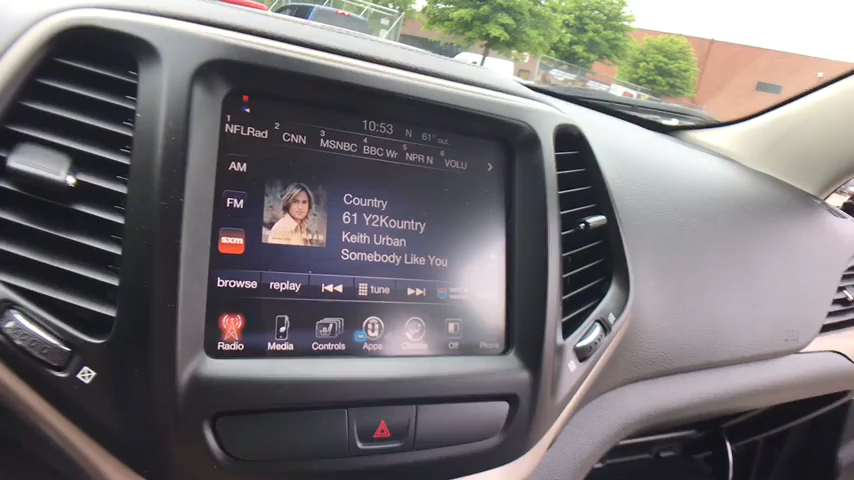 10:53 N 61° out
1 NFLRad 2 CNN 3 MSNBC 4 BBC Wr 5 NPR N 6 VOLU
AM
FM
sxm
Country
61 Y2Kountry
Keith Urban
Somebody Like You
browse replay tune
Radio Media Controls Apps Climate Off Phone